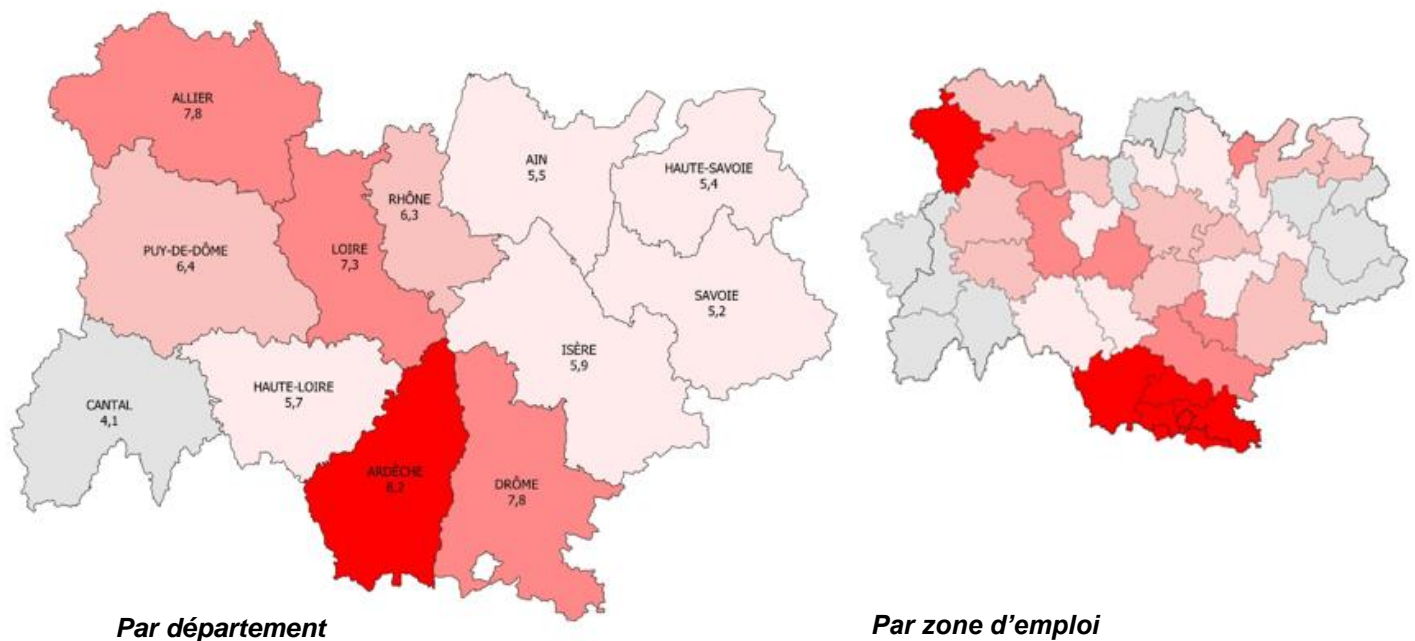 ALLIER
7,8
AIN
5,5
HAUTE-SAVOIE
5,4
RHÔNE
6,3
PUY-DE-DÔME
6,4
LOIRE
7,3
SAVOIE
5,2
ISÈRE
5,9
HAUTE-LOIRE
5,7
CANTAL
4,1
ARDÈCHE
8,2
DRÔME
7,8
Par département
Par zone d'emploi